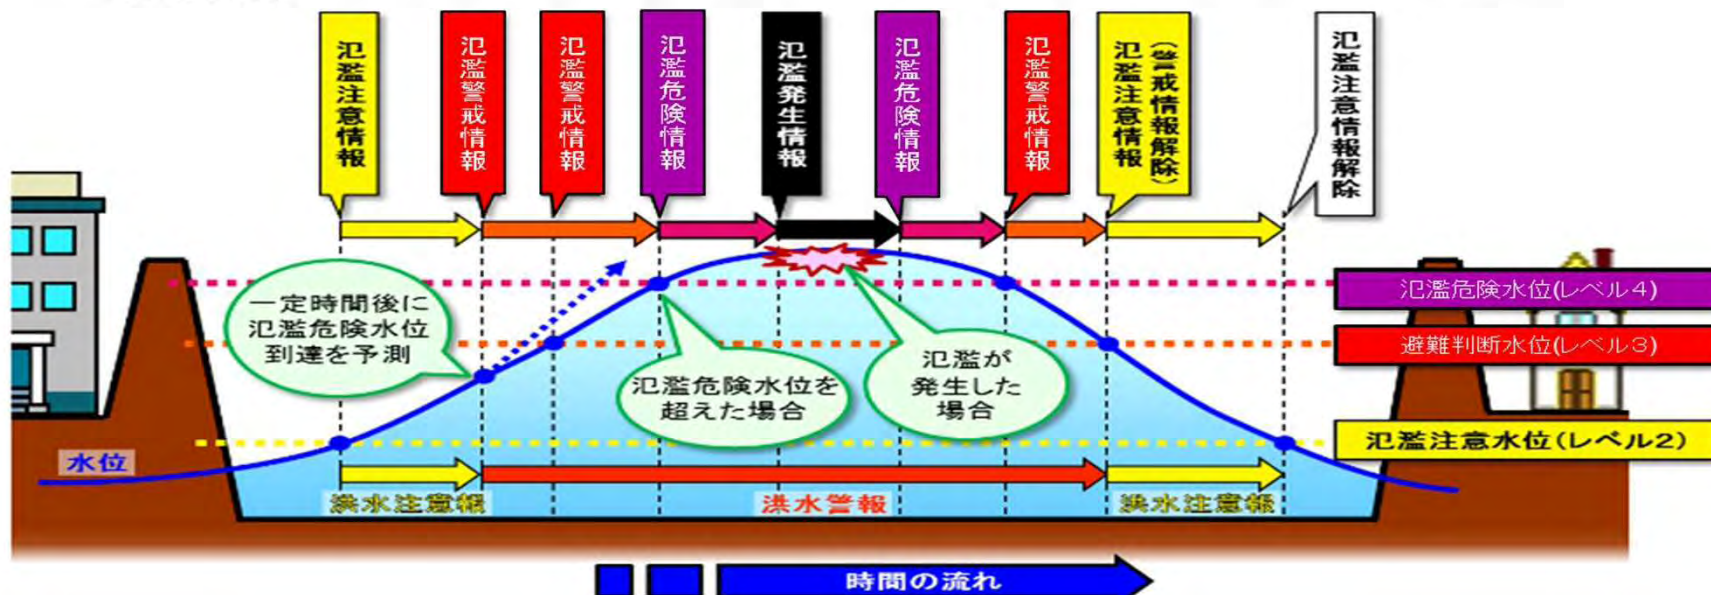 氾濫注意情報
氾濫警戒情報
氾濫警戒情報
氾濫危険情報
氾濫発生情報
氾濫危険情報
氾濫警戒情報
(警戒情報解除)
氾濫注意情報
氾濫注意情報解除
一定時間後に
氾濫危険水位
到達を予測
氾濫危険水位を
超えた場合
氾濫が
発生した
場合
氾濫危険水位(レベル4)
避難判断水位(レベル3)
氾濫注意水位(レベル2)
水位
洪水注意報
洪水警報
洪水注意報
時間の流れ